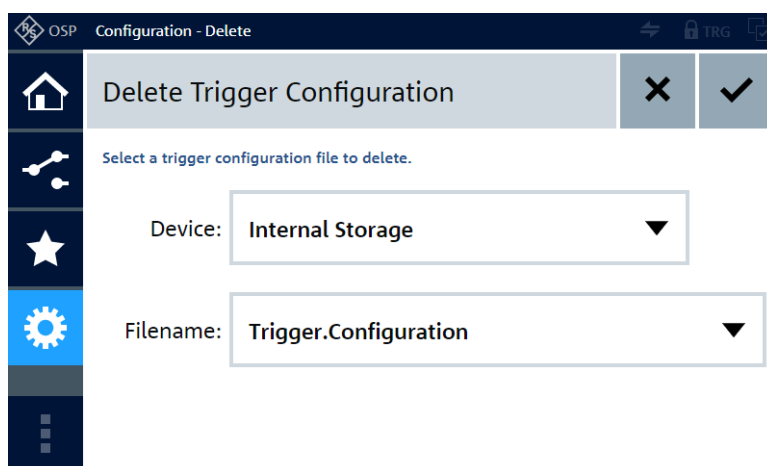 R&S OSP Configuration - Delete TRG
Delete Trigger Configuration
Select a trigger configuration file to delete.
Device: Internal Storage
Filename: Trigger.Configuration